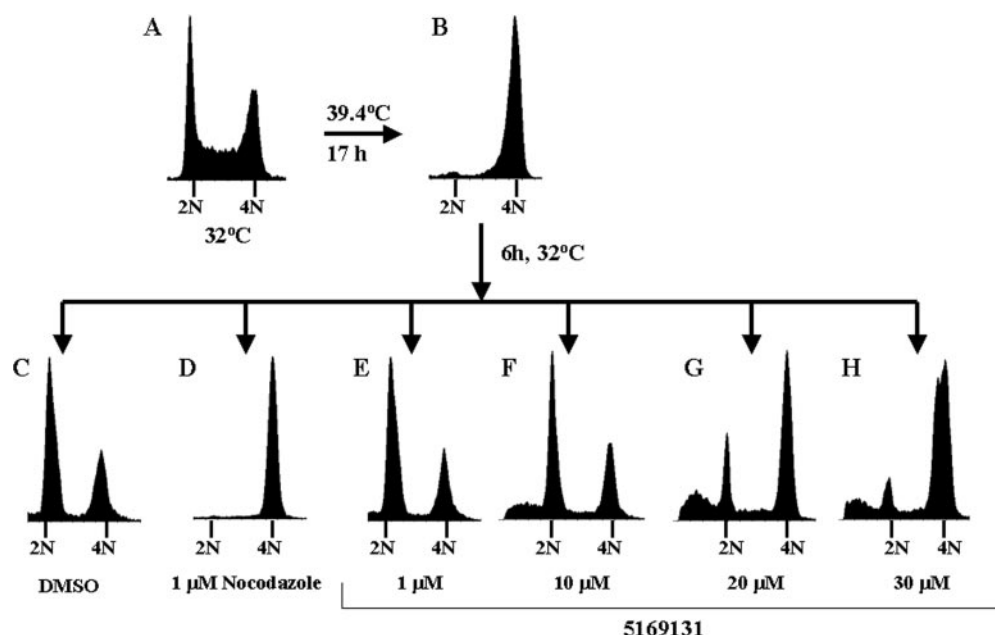 A B
39.4ºC
17 h
2N 4N 2N 4N
32ºC
6h, 32ºC
C D E F G H
2N 4N 2N 4N 2N 4N 2N 4N 2N 4N 2N 4N
DMSO 1 µM Nocodazole 1 µM 10 µM 20 µM 30 µM
5169131